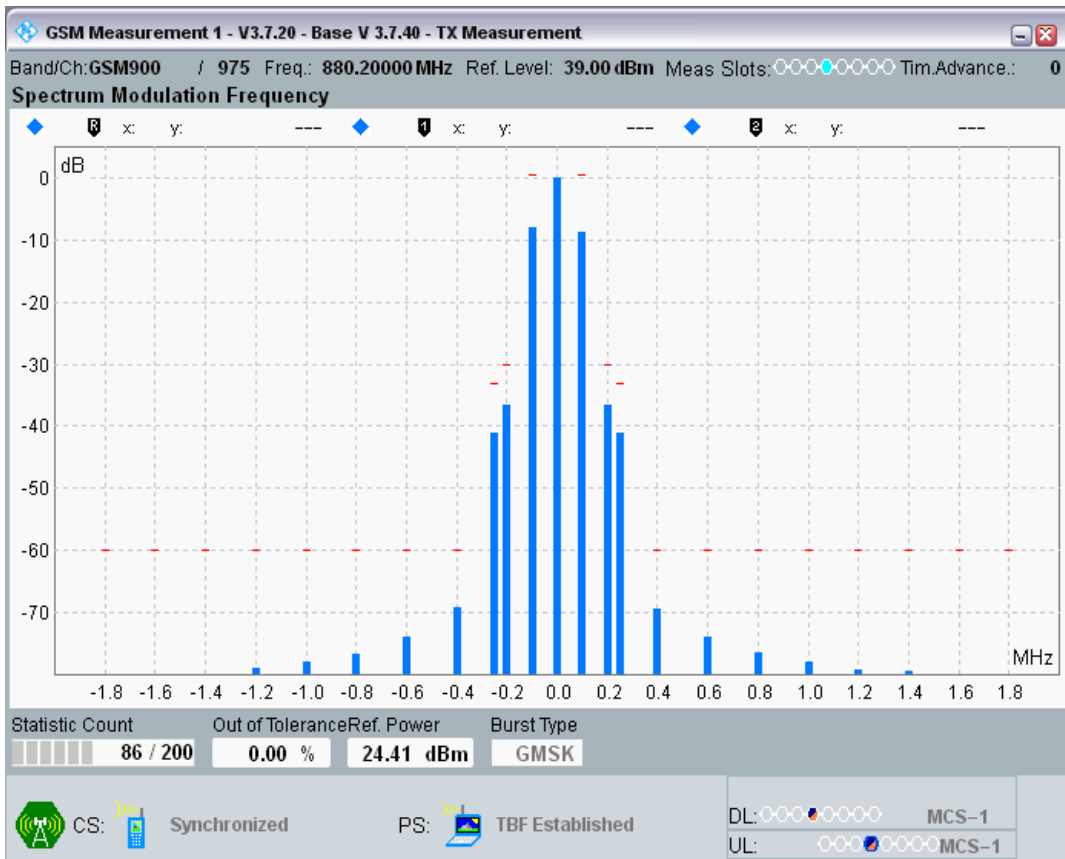 GSM Measurement 1 - V3.7.20 - Base V 3.7.40 - TX Measurement
Band/Ch:GSM900 / 975 Freq.: 880.20000 MHz Ref. Level: 39.00 dBm Meas Slots: Tim.Advance.: 0
Spectrum Modulation Frequency
R x: y: --- 1 x: y: --- 2 x: y: ---
dB
0
-10
-20
-30
-40
-50
-60
-70
MHz
-1.8 -1.6 -1.4 -1.2 -1.0 -0.8 -0.6 -0.4 -0.2 0.0 0.2 0.4 0.6 0.8 1.0 1.2 1.4 1.6 1.8
Statistic Count Out of Tolerance Ref. Power Burst Type
86 / 200 0.00 % 24.41 dBm GMSK
CS: Synchronized PS: TBF Established
DL: MCS-1
UL: MCS-1